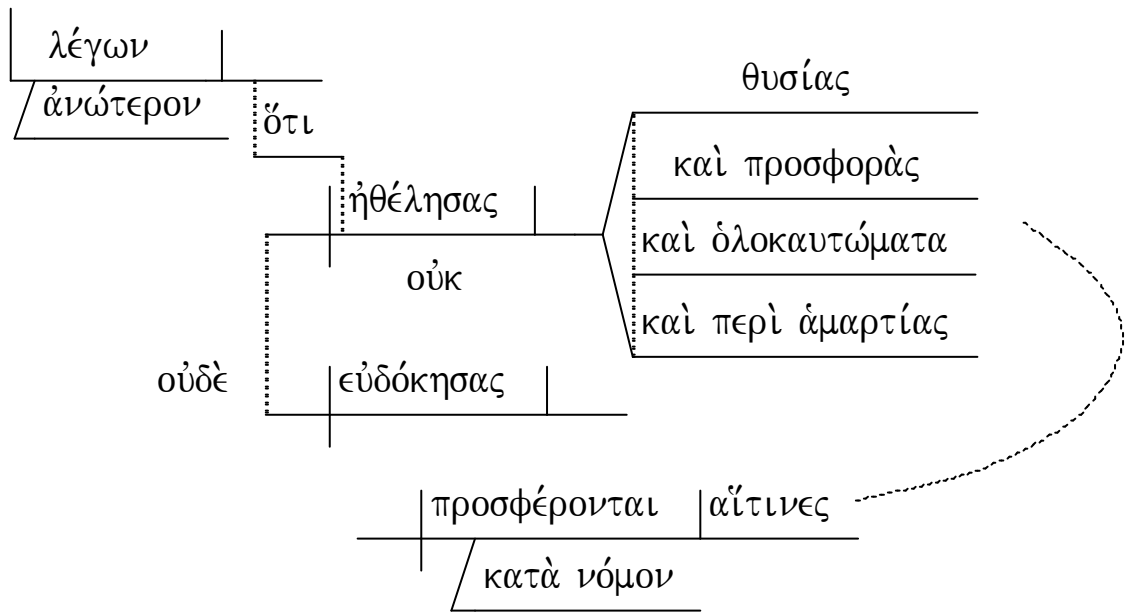 λέγων
ἀνώτερον
ὅτι
θυσίας
καὶ προσφορὰς
ἠθέλησας
καὶ ὁλοκαυτώματα
οὐκ
καὶ περὶ ἁμαρτίας
οὐδὲ
εὐδόκησας
προσφέρονται
αἵτινες
κατὰ νόμον